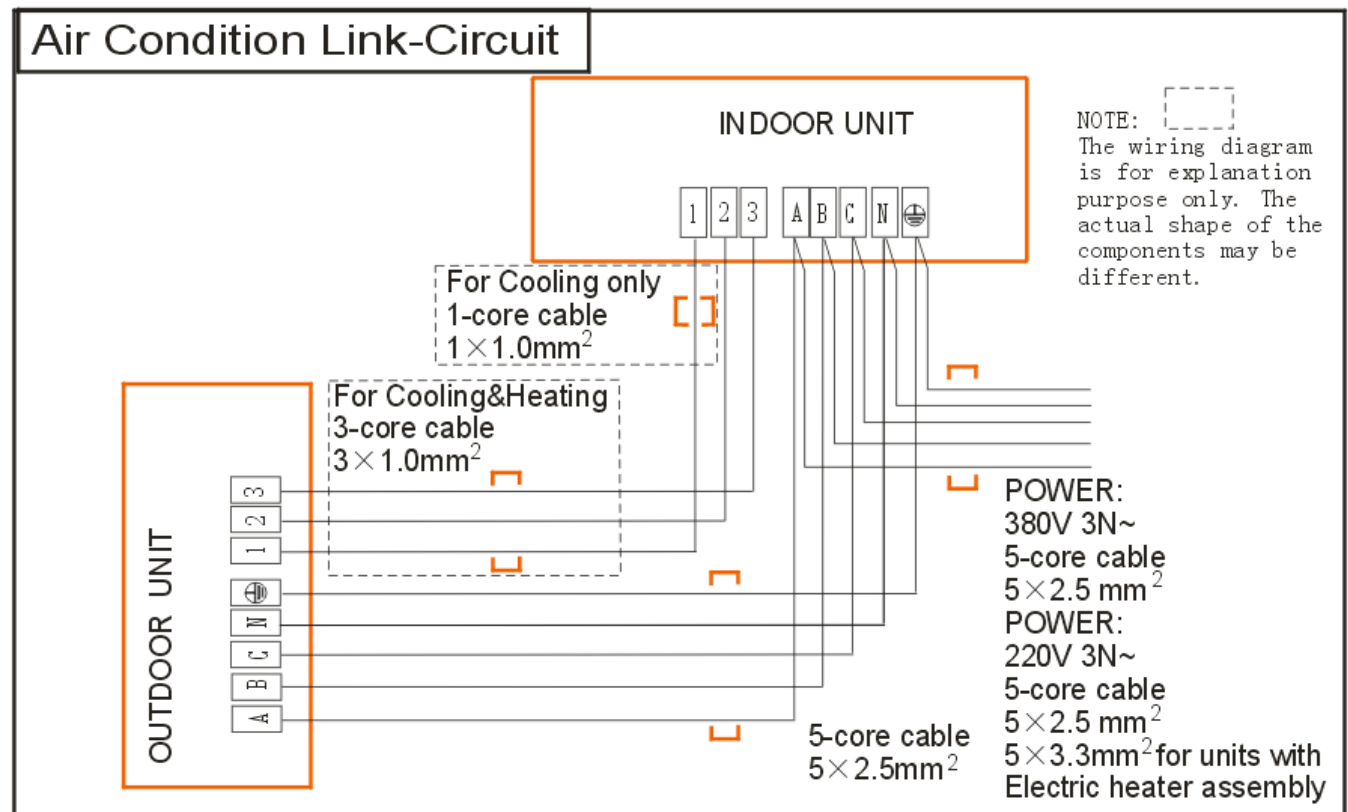 Air Condition Link-Circuit
INDOOR UNIT
1 2 3 A B C N
NOTE:
The wiring diagram
is for explanation
purpose only. The
actual shape of the
components may be
different.
For Cooling only
1-core cable
1×1.0mm²
For Cooling&Heating
3-core cable
3×1.0mm²
OUTDOOR UNIT
3
2
1
N
C
B
A
5-core cable
5×2.5mm²
POWER:
380V 3N~
5-core cable
5×2.5 mm²
POWER:
220V 3N~
5-core cable
5×2.5 mm²
5×3.3mm² for units with
Electric heater assembly